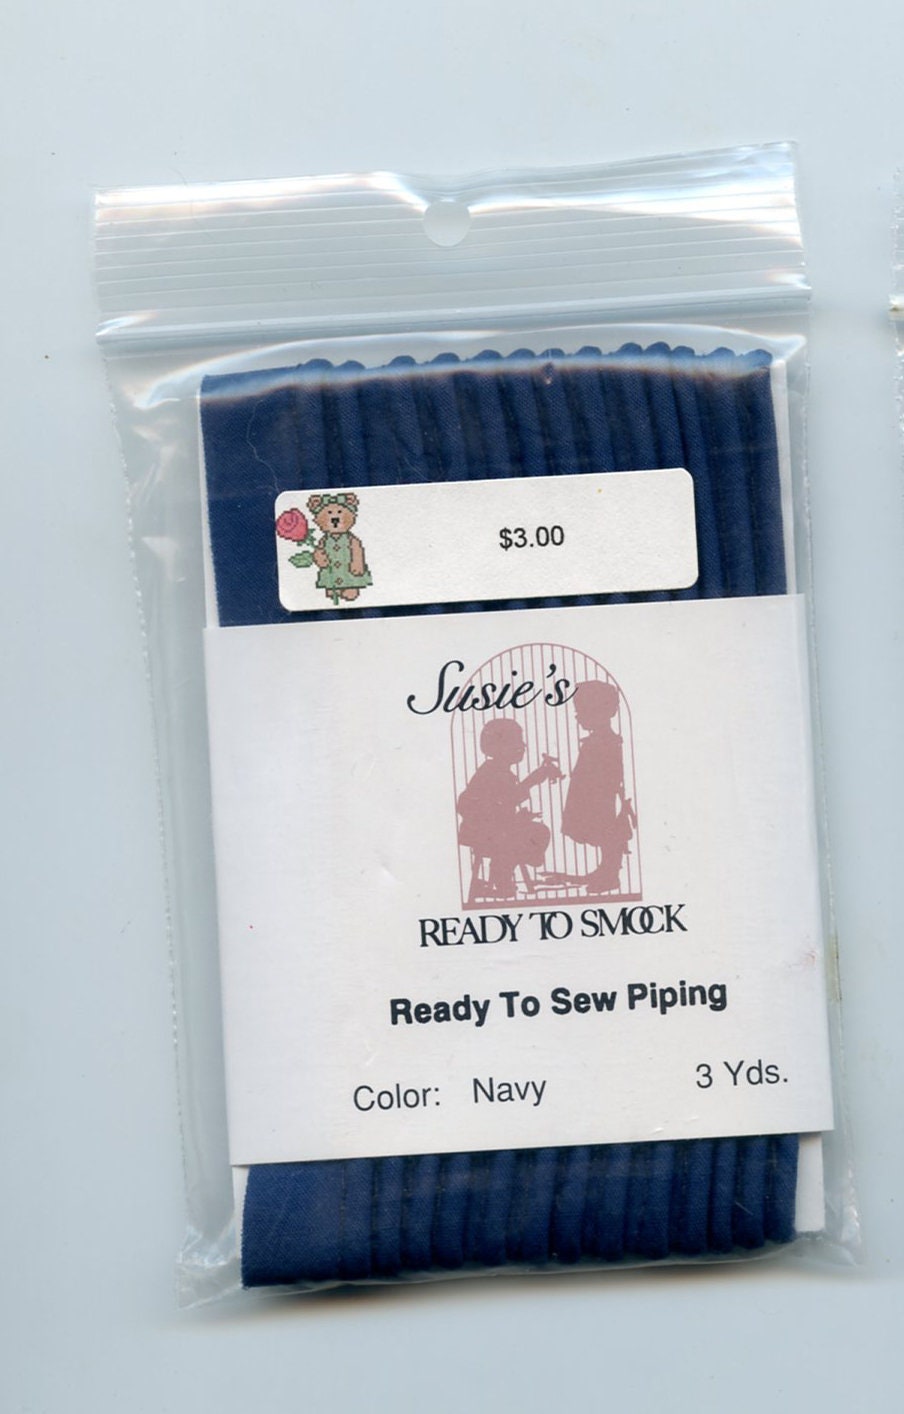 $3.00
Susie's
READY TO SMOCK
Ready To Sew Piping
Color: Navy 3 Yds.